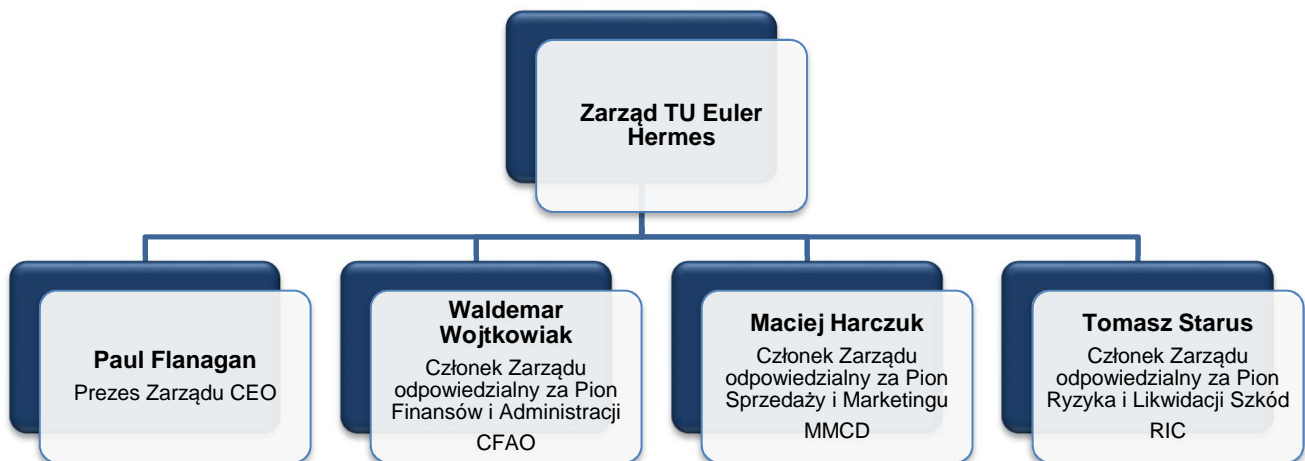 Zarząd TU Euler
Hermes
Paul Flanagan
Prezes Zarządu CEO
Waldemar
Wojtkowiak
Członek Zarządu
odpowiedzialny za Pion
Finansów i Administracji
CFAO
Maciej Harczuk
Członek Zarządu
odpowiedzialny za Pion
Sprzedaży i Marketingu
MMCD
Tomasz Starus
Członek Zarządu
odpowiedzialny za Pion
Ryzyka i Likwidacji Szkód
RIC